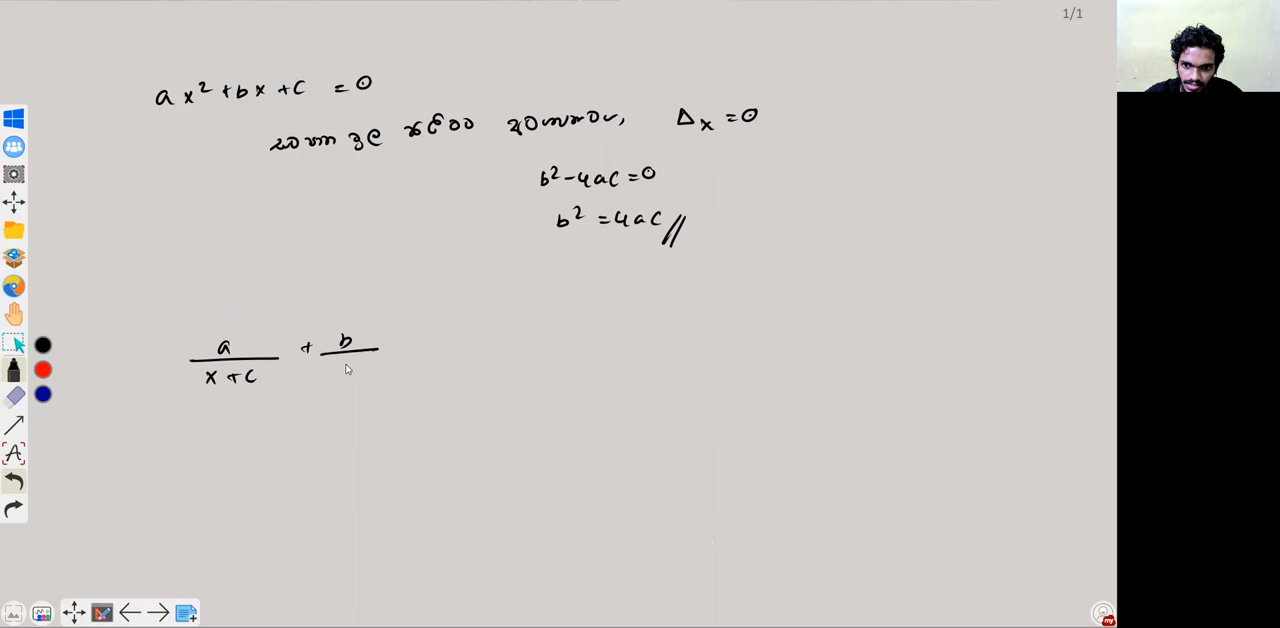 1/1
ax² + bx + c = 0
Δₓ = 0
b² - 4ac = 0
b² = 4ac //
a/(x + c) + b/